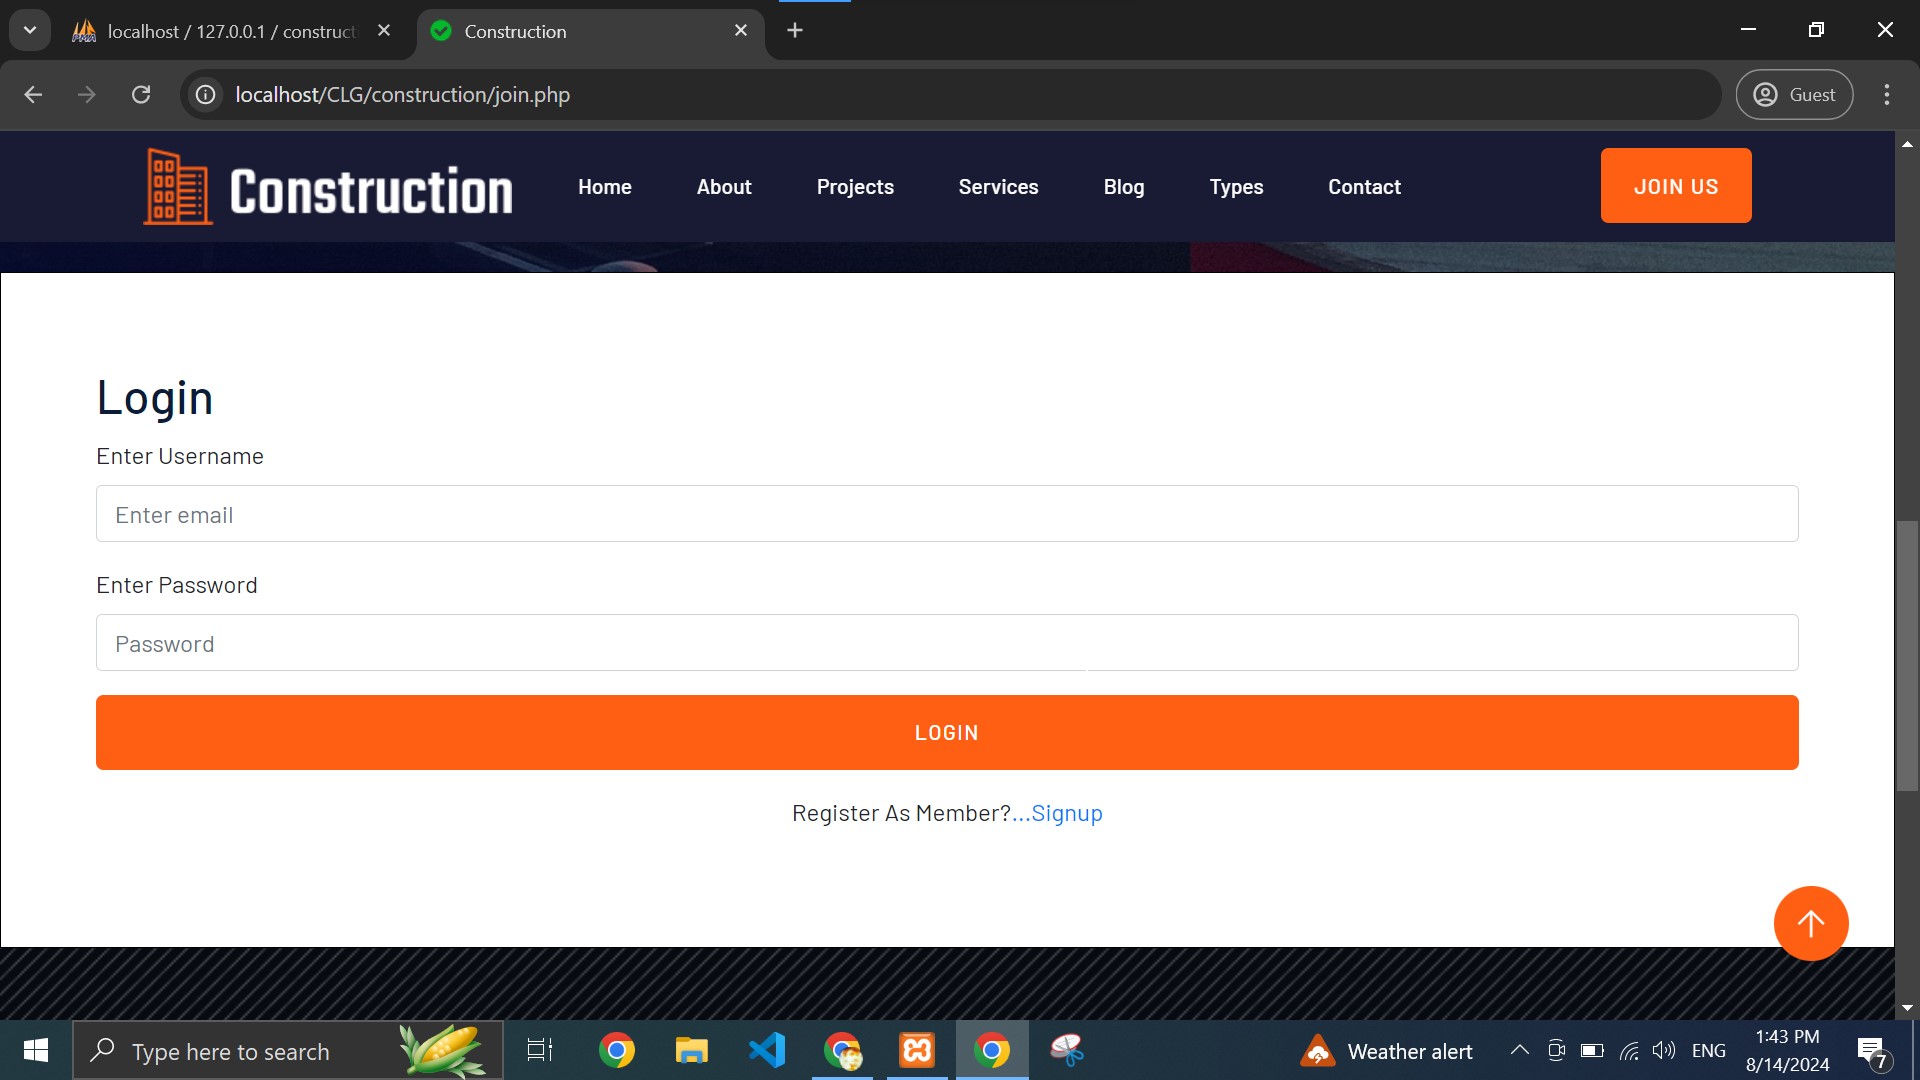 localhost / 127.0.0.1 / construct
Construction
localhost/CLG/construction/join.php
Guest
Construction
Home
About
Projects
Services
Blog
Types
Contact
JOIN US
Login
Enter Username
Enter email
Enter Password
Password
LOGIN
Register As Member?...Signup
Type here to search
Weather alert
ENG
1:43 PM
8/14/2024
7